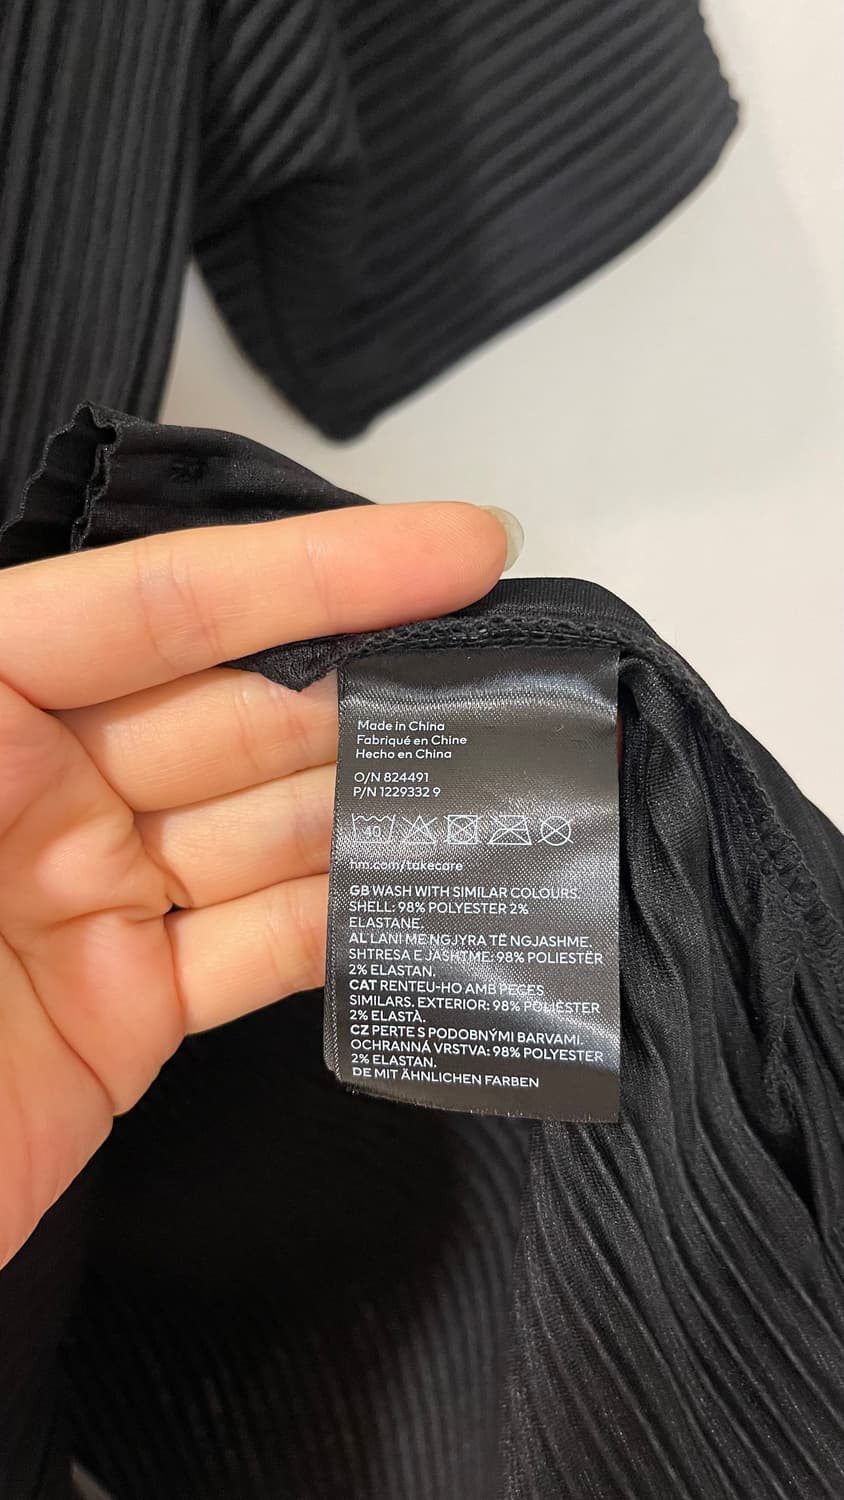 Made in China
Fabriqué en Chine
Hecho en China
O/N 824491
P/N 1229332 9
40
hm.com/takecare
GB WASH WITH SIMILAR COLOURS.
SHELL: 98% POLYESTER 2%
ELASTANE.
AL LANI ME NGJYRA TË NGJASHME.
SHTRESA E JASHTME: 98% POLIESTËR
2% ELASTAN.
CAT RENTEU-HO AMB PECES
SIMILARS. EXTERIOR: 98% POLIÈSTER
2% ELASTÀ.
CZ PERTE S PODOBNÝMI BARVAMI.
OCHRANNÁ VRSTVA: 98% POLYESTER
2% ELASTAN.
DE MIT ÄHNLICHEN FARBEN